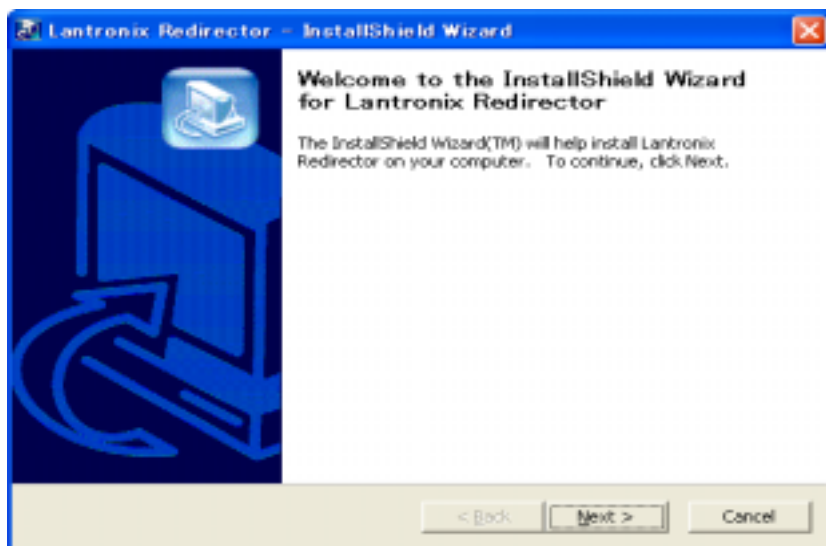 Lantronix Redirector - InstallShield Wizard
Welcome to the InstallShield Wizard
for Lantronix Redirector
The InstallShield Wizard(TM) will help install Lantronix
Redirector on your computer. To continue, click Next.
< Back
Next >
Cancel